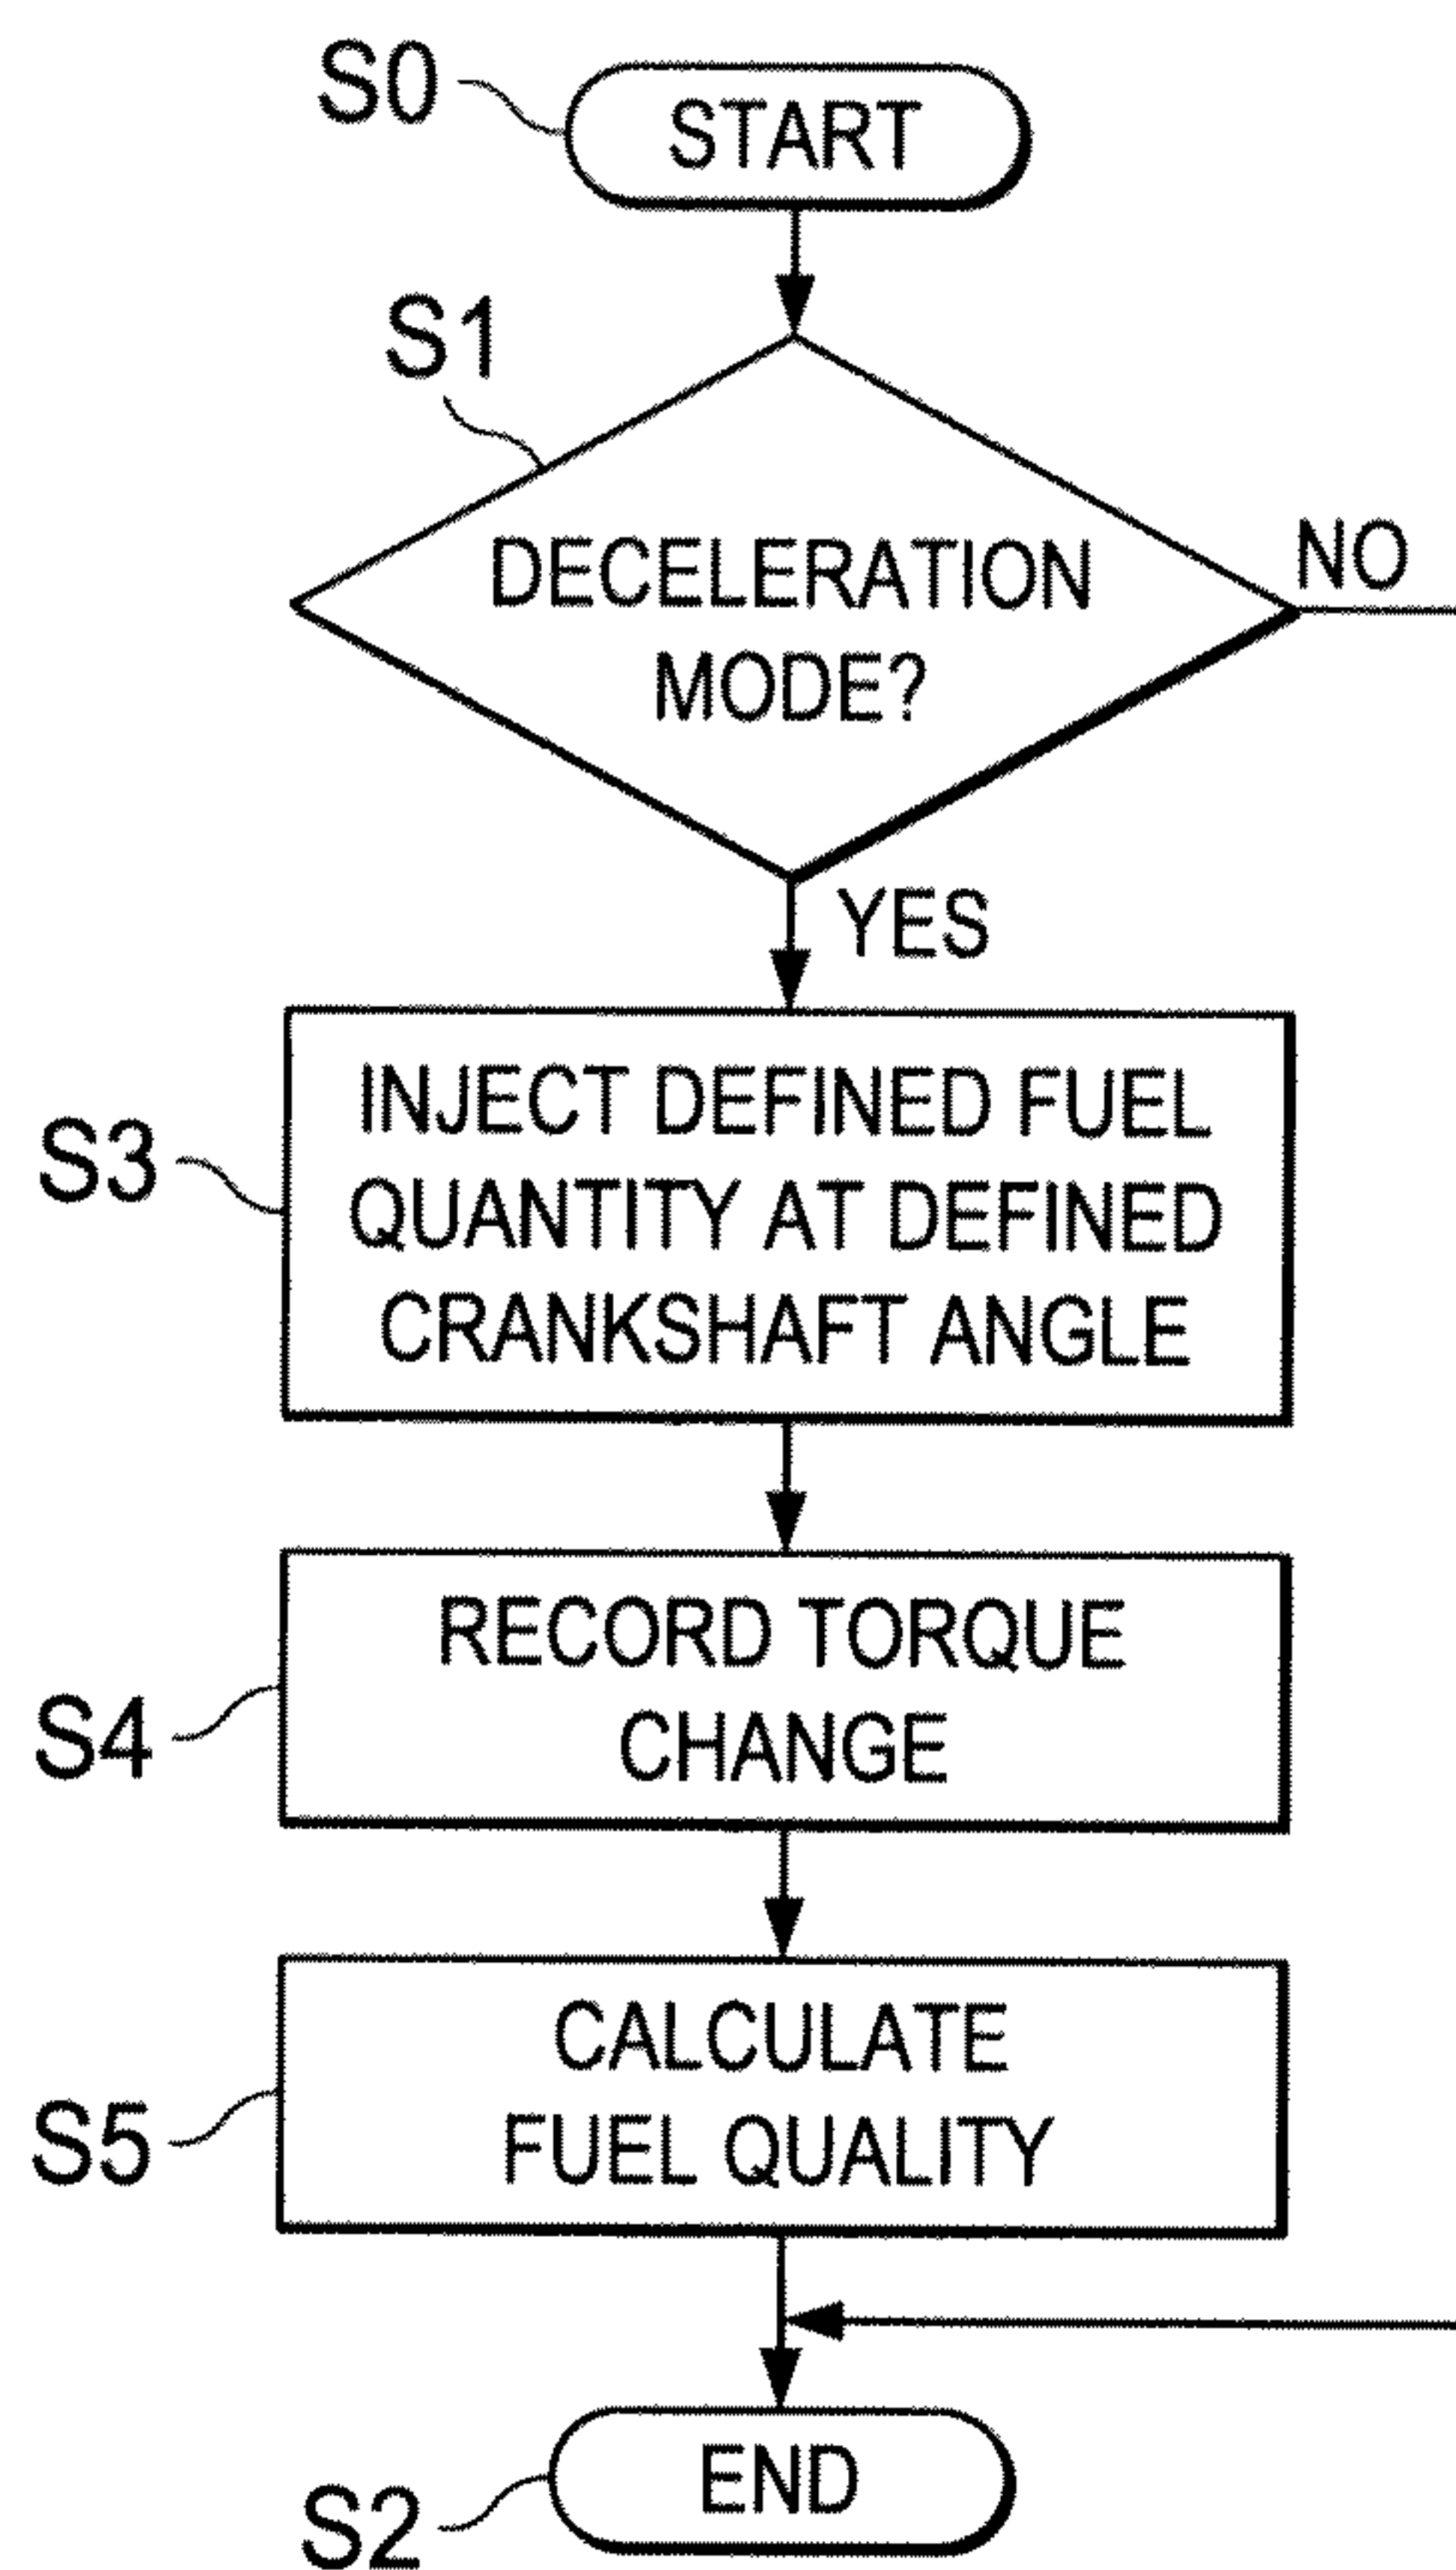 S0
START
S1
DECELERATION
MODE?
NO
YES
S3
INJECT DEFINED FUEL
QUANTITY AT DEFINED
CRANKSHAFT ANGLE
S4
RECORD TORQUE
CHANGE
S5
CALCULATE
FUEL QUALITY
S2
END